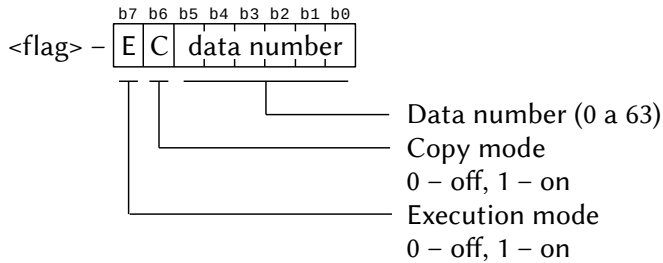 b7 b6 b5 b4 b3 b2 b1 b0
<flag> – E C data number
Data number (0 a 63)
Copy mode
0 – off, 1 – on
Execution mode
0 – off, 1 – on